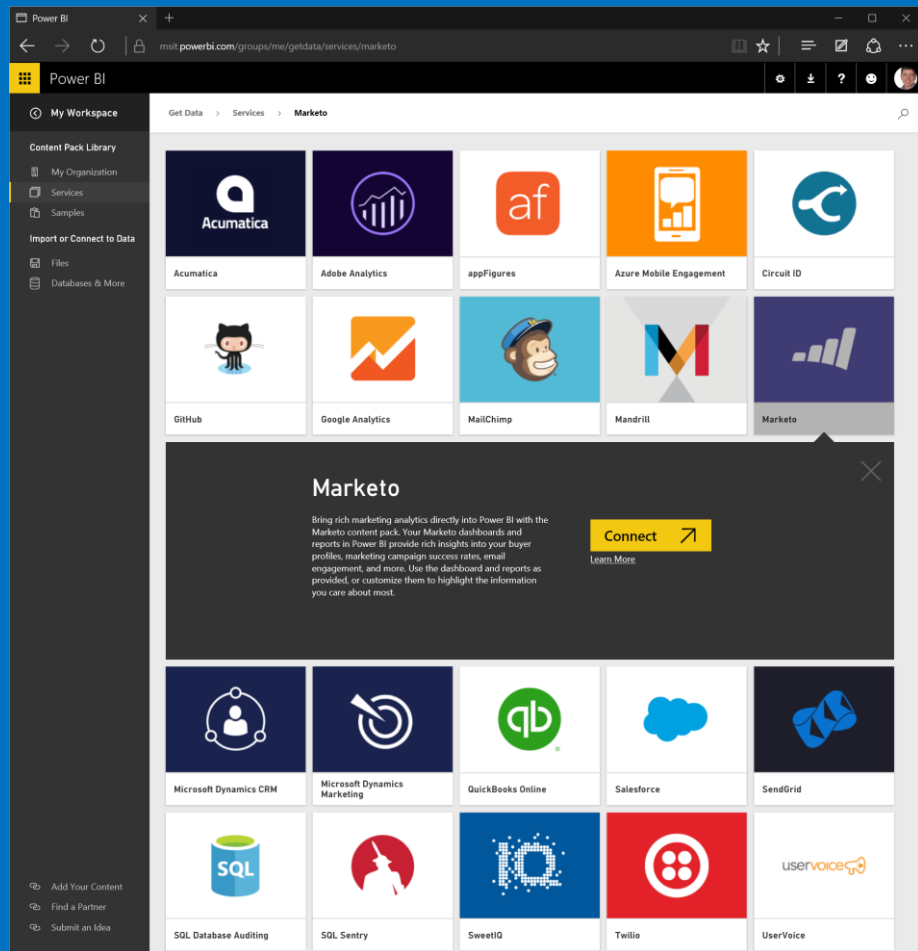 Power BI
msit.powerbi.com/groups/me/getdata/services/marketo
Power BI
?
My Workspace
Content Pack Library
My Organization
Services
Samples
Import or Connect to Data
Files
Databases & More
Add Your Content
Find a Partner
Submit an Idea
Get Data > Services > Marketo
Acumatica
Acumatica
Adobe Analytics
af
appFigures
Azure Mobile Engagement
Circuit ID
GitHub
Google Analytics
MailChimp
M
Mandrill
Marketo
Marketo
Bring rich marketing analytics directly into Power BI with the
Marketo content pack. Your Marketo dashboards and
reports in Power BI provide rich insights into your buyer
profiles, marketing campaign success rates, email
engagement, and more. Use the dashboard and reports as
provided, or customize them to highlight the information
you care about most.
Connect
Learn More
Microsoft Dynamics CRM
Microsoft Dynamics
Marketing
qb
QuickBooks Online
Salesforce
SendGrid
SQL
SQL Database Auditing
SQL Sentry
IQ
SweetIQ
Twilio
uservoice
UserVoice